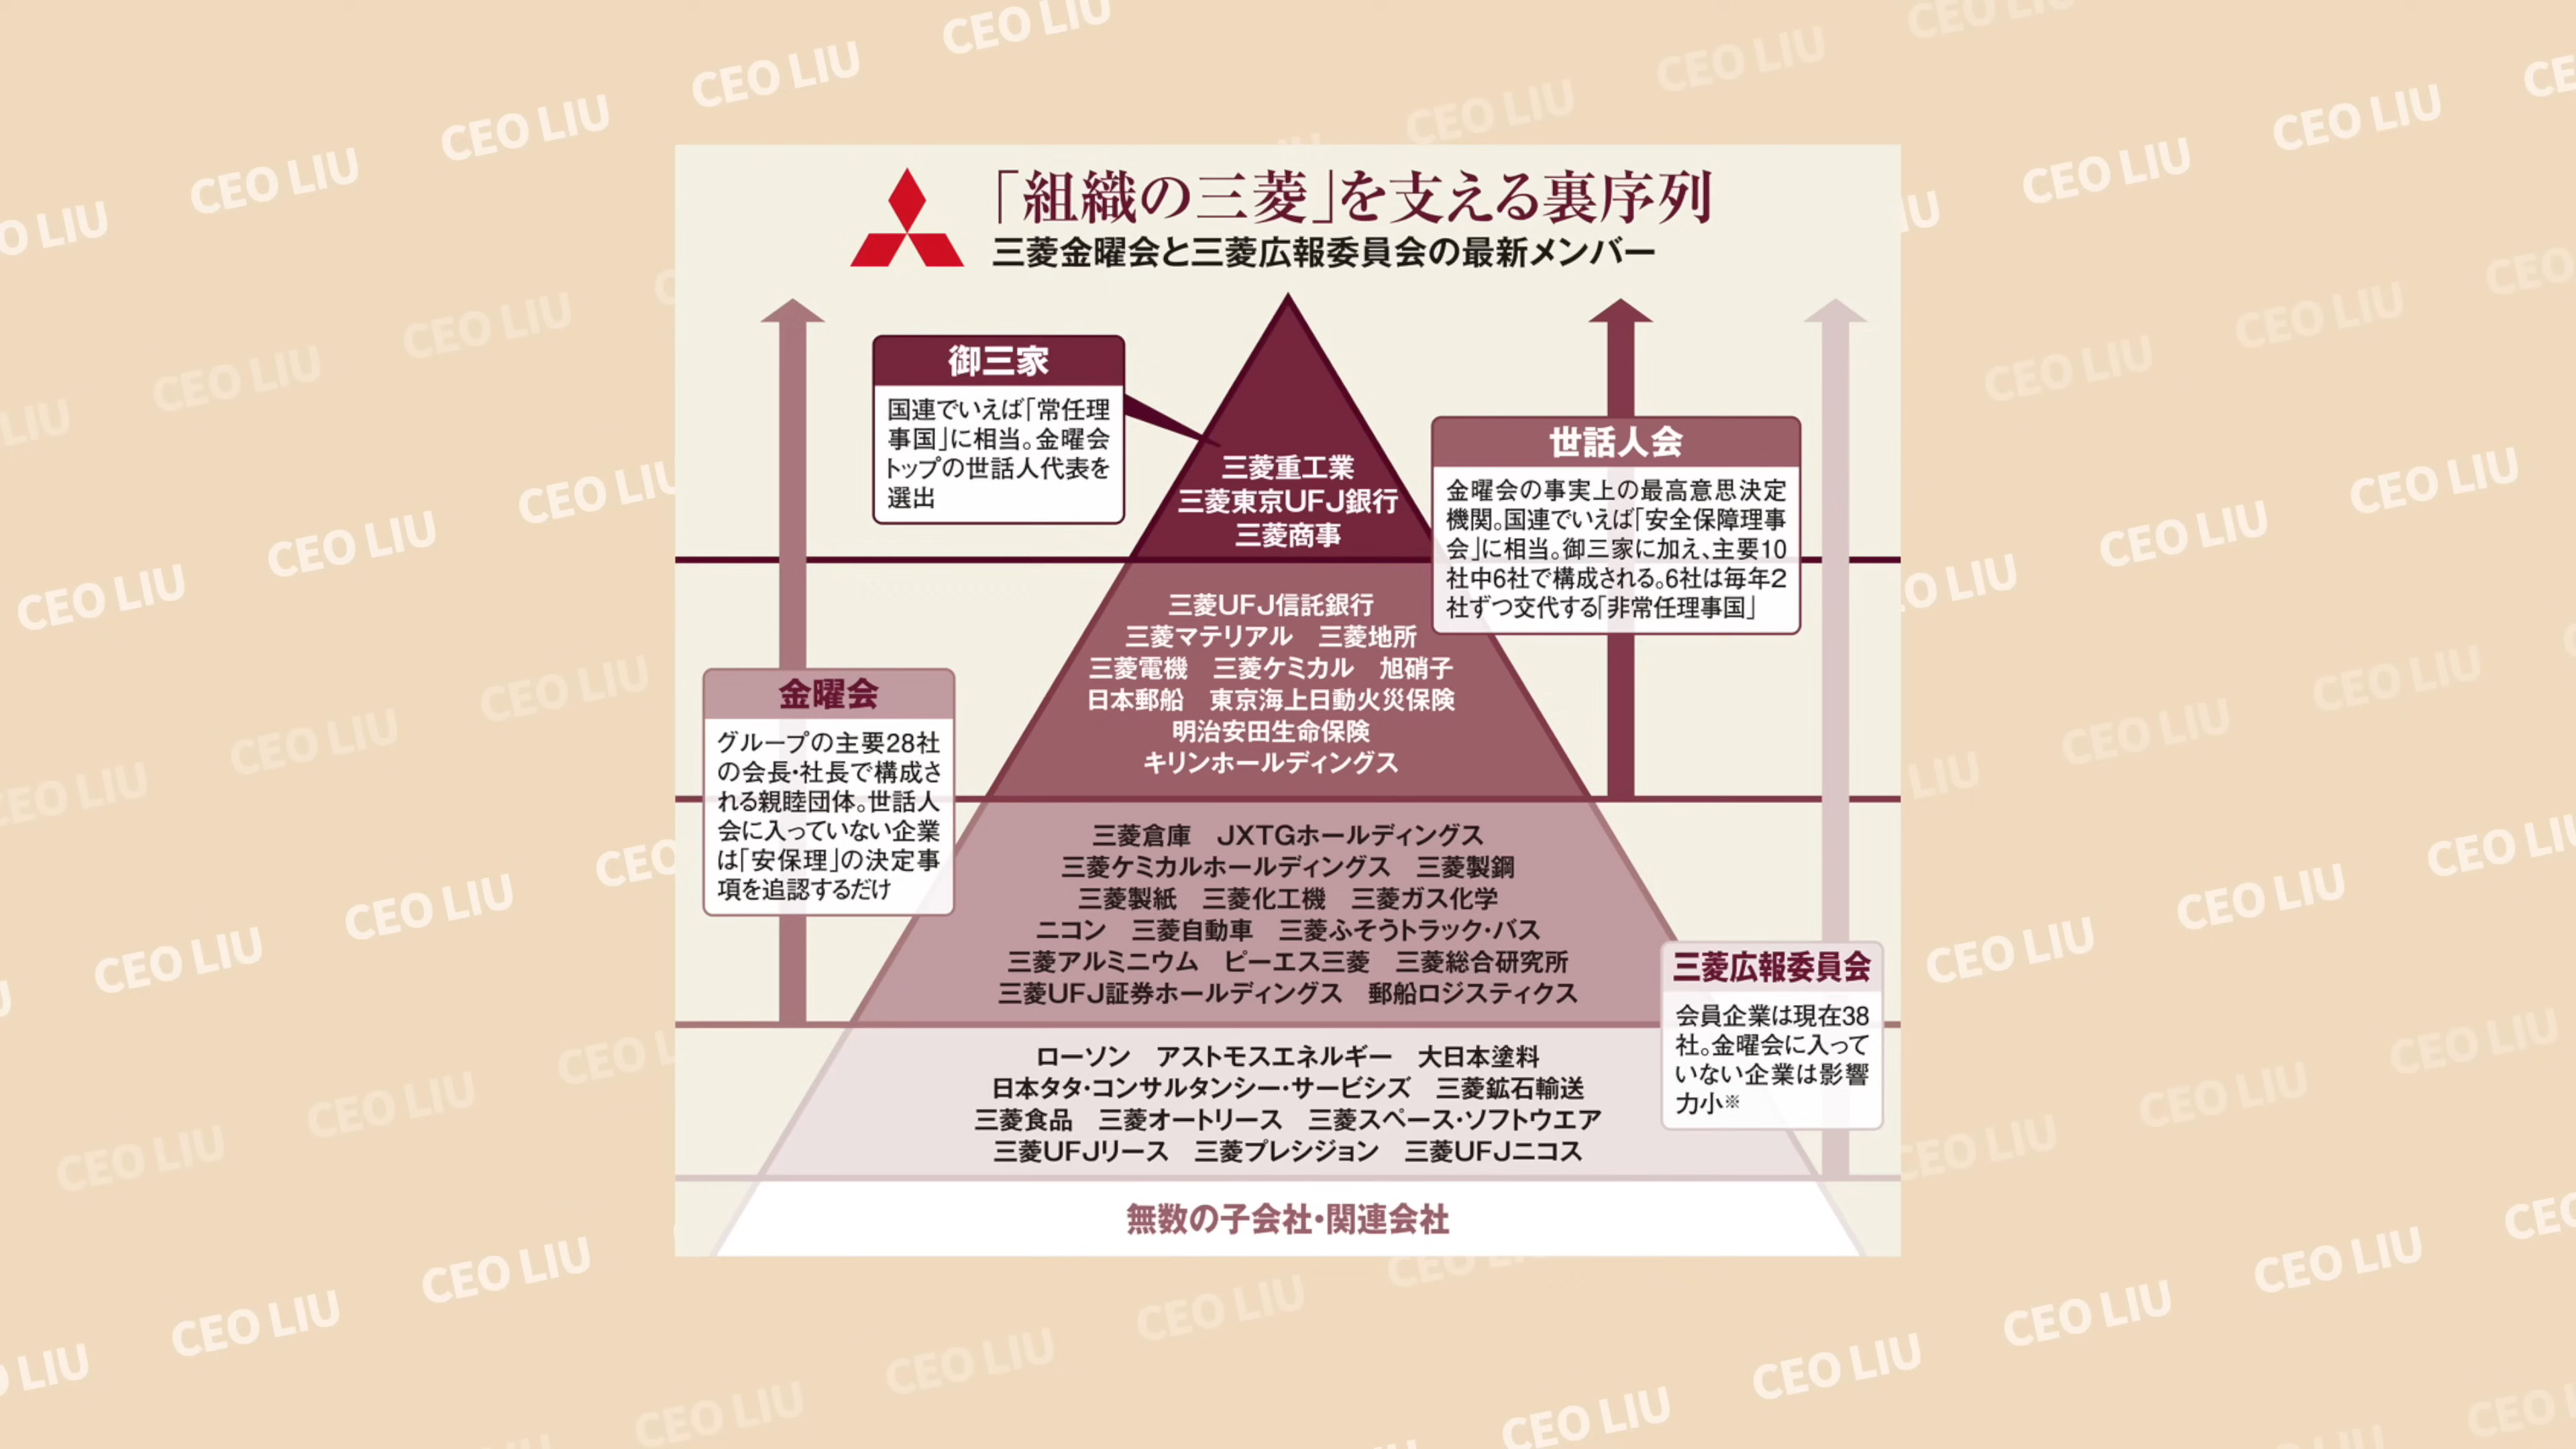 「組織の三菱」を支える裏序列
三菱金曜会と三菱広報委員会の最新メンバー
御三家
国連でいえば「常任理
事国」に相当。金曜会
トップの世話人代表を
選出
三菱重工業
三菱東京UFJ銀行
三菱商事
世話人会
金曜会の事実上の最高意思決定
機関。国連でいえば「安全保障理事
会」に相当。御三家に加え、主要10
社中6社で構成される。6社は毎年2
社ずつ交代する「非常任理事国」
三菱UFJ信託銀行
三菱マテリアル 三菱地所
三菱電機 三菱ケミカル 旭硝子
日本郵船 東京海上日動火災保険
明治安田生命保険
キリンホールディングス
金曜会
グループの主要28社
の会長・社長で構成さ
れる親睦団体。世話人
会に入っていない企業
は「安保理」の決定事
項を追認するだけ
三菱倉庫 JXTGホールディングス
三菱ケミカルホールディングス 三菱製鋼
三菱製紙 三菱化工機 三菱ガス化学
ニコン 三菱自動車 三菱ふそうトラック・バス
三菱アルミニウム ピーエス三菱 三菱総合研究所
三菱UFJ証券ホールディングス 郵船ロジスティクス
三菱広報委員会
会員企業は現在38
社。金曜会に入って
いない企業は影響
力小※
ローソン アストモスエネルギー 大日本塗料
日本タタ・コンサルタンシー・サービシズ 三菱鉱石輸送
三菱食品 三菱オートリース 三菱スペース・ソフトウエア
三菱UFJリース 三菱プレシジョン 三菱UFJニコス
無数の子会社・関連会社
CEO LIU